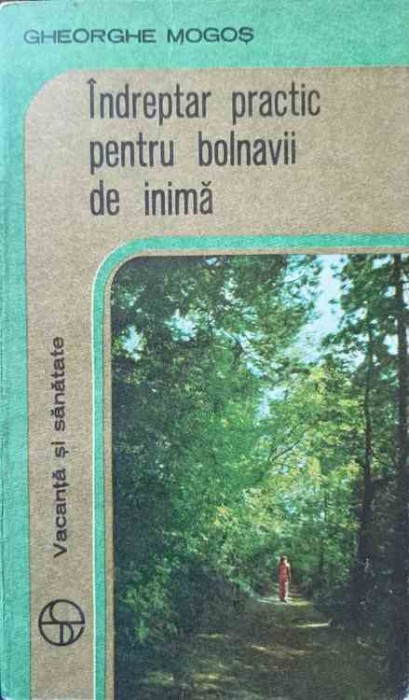 GHEORGHE MOGOȘ
Îndreptar practic
pentru bolnavii
de inimă
Vacanță și sănătate